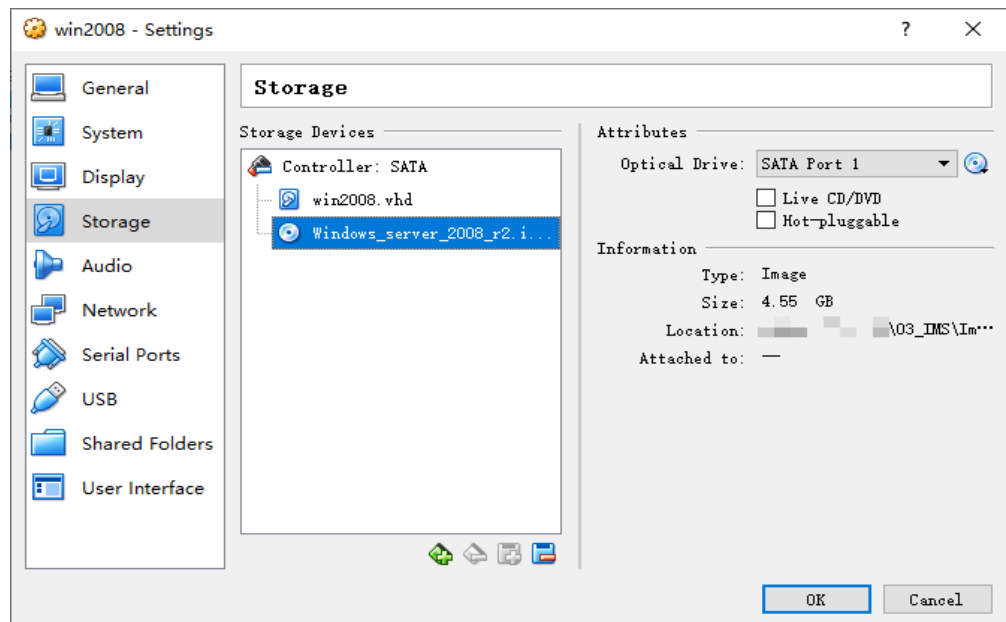 win2008 - Settings
General
System
Display
Storage
Audio
Network
Serial Ports
USB
Shared Folders
User Interface
Storage
Storage Devices
Controller: SATA
win2008.vhd
Windows_server_2008_r2.i...
Attributes
Optical Drive: SATA Port 1
Live CD/DVD
Hot-pluggable
Information
Type: Image
Size: 4.55 GB
Location: \03_IMS\Im...
Attached to: —
OK
Cancel